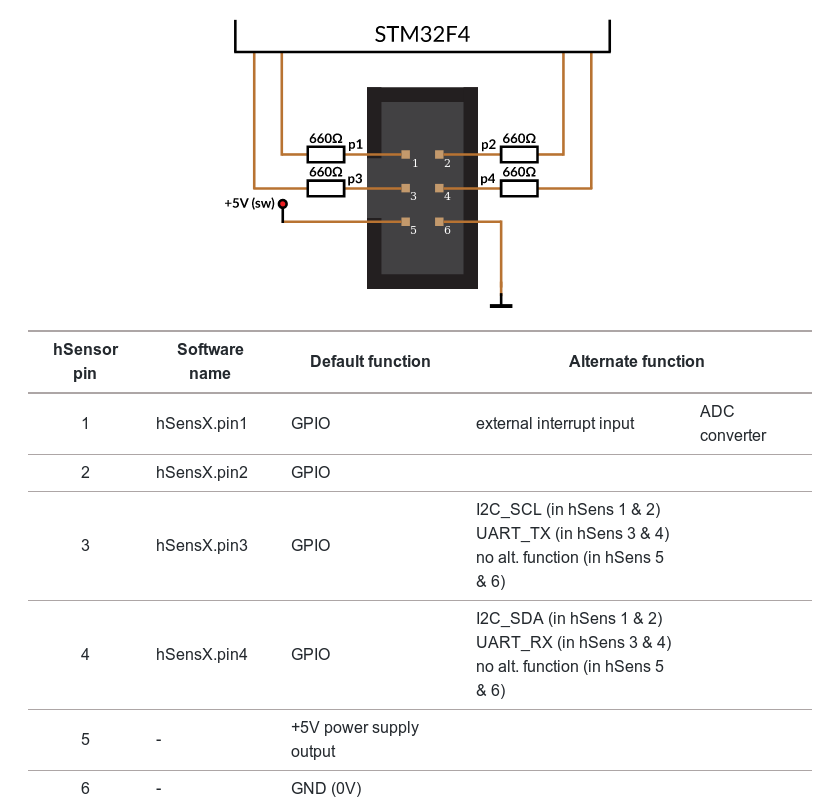 STM32F4
660Ω p1 p2 660Ω
1 2
660Ω p3 p4 660Ω
3 4
+5V (sw)
5 6
hSensor pin Software name Default function Alternate function
1 hSensX.pin1 GPIO external interrupt input ADC converter
2 hSensX.pin2 GPIO
3 hSensX.pin3 GPIO I2C_SCL (in hSens 1 & 2)
UART_TX (in hSens 3 & 4)
no alt. function (in hSens 5
& 6)
4 hSensX.pin4 GPIO I2C_SDA (in hSens 1 & 2)
UART_RX (in hSens 3 & 4)
no alt. function (in hSens 5
& 6)
5 - +5V power supply
output
6 - GND (0V)